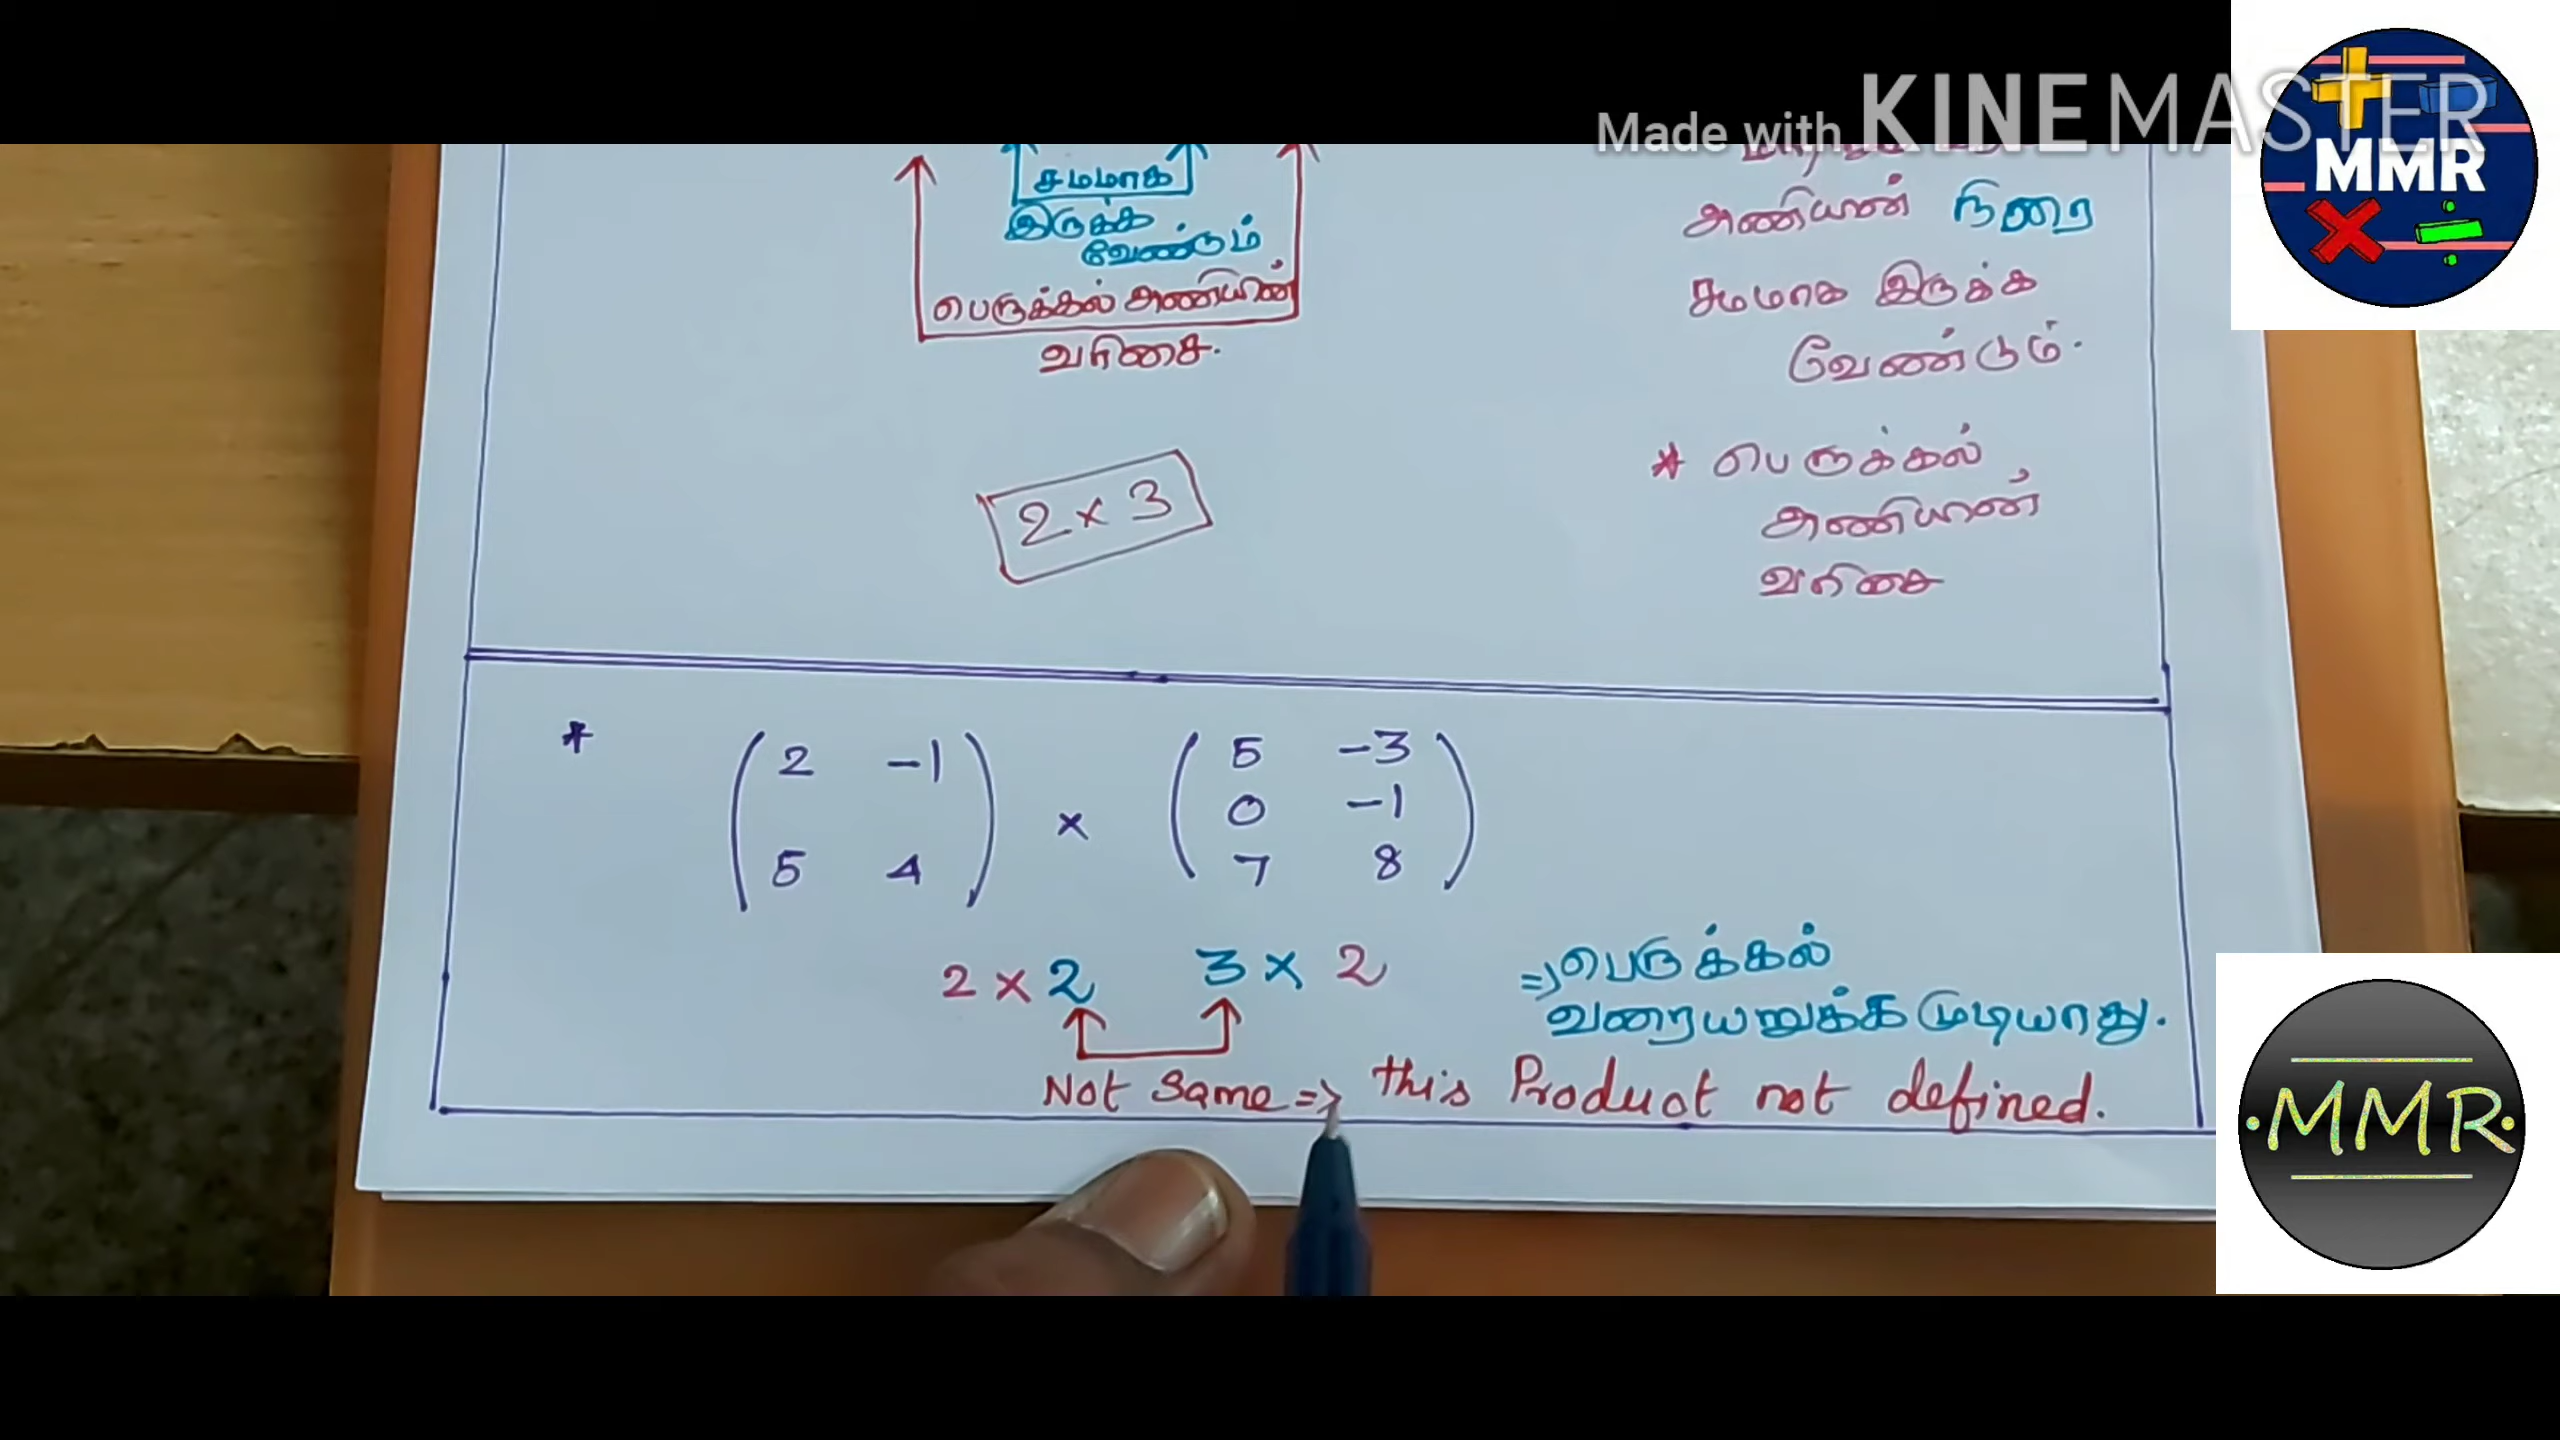 Made with KINEMASTER
MMR
சமமாக
இருக்க
வேண்டும்
பெருக்கல் அணியின்
வரிசை.
2 × 3
அணியின் நிரை
சமமாக இருக்க
வேண்டும்.
* பெருக்கல்
அணியின்
வரிசை
* ( 2 -1 ) × ( 5 -3 )
0 -1
5 4 7 8
2 × 2 3 × 2
=> பெருக்கல்
வரையறுக்க முடியாது.
Not Same => this Product not defined.
MMR